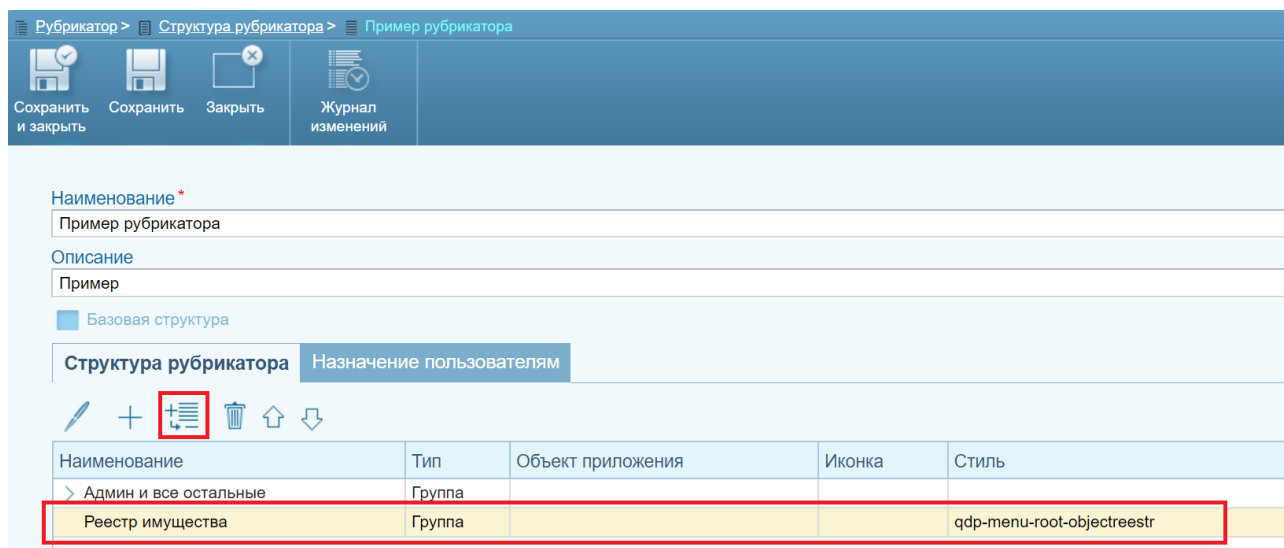 Рубрикатор > Структура рубрикатора > Пример рубрикатора
Сохранить и закрыть
Сохранить
Закрыть
Журнал изменений
Наименование *
Пример рубрикатора
Описание
Пример
Базовая структура
Структура рубрикатора Назначение пользователям
Наименование Тип Объект приложения Иконка Стиль
Админ и все остальные Группа
Реестр имущества Группа qdp-menu-root-objectreestr